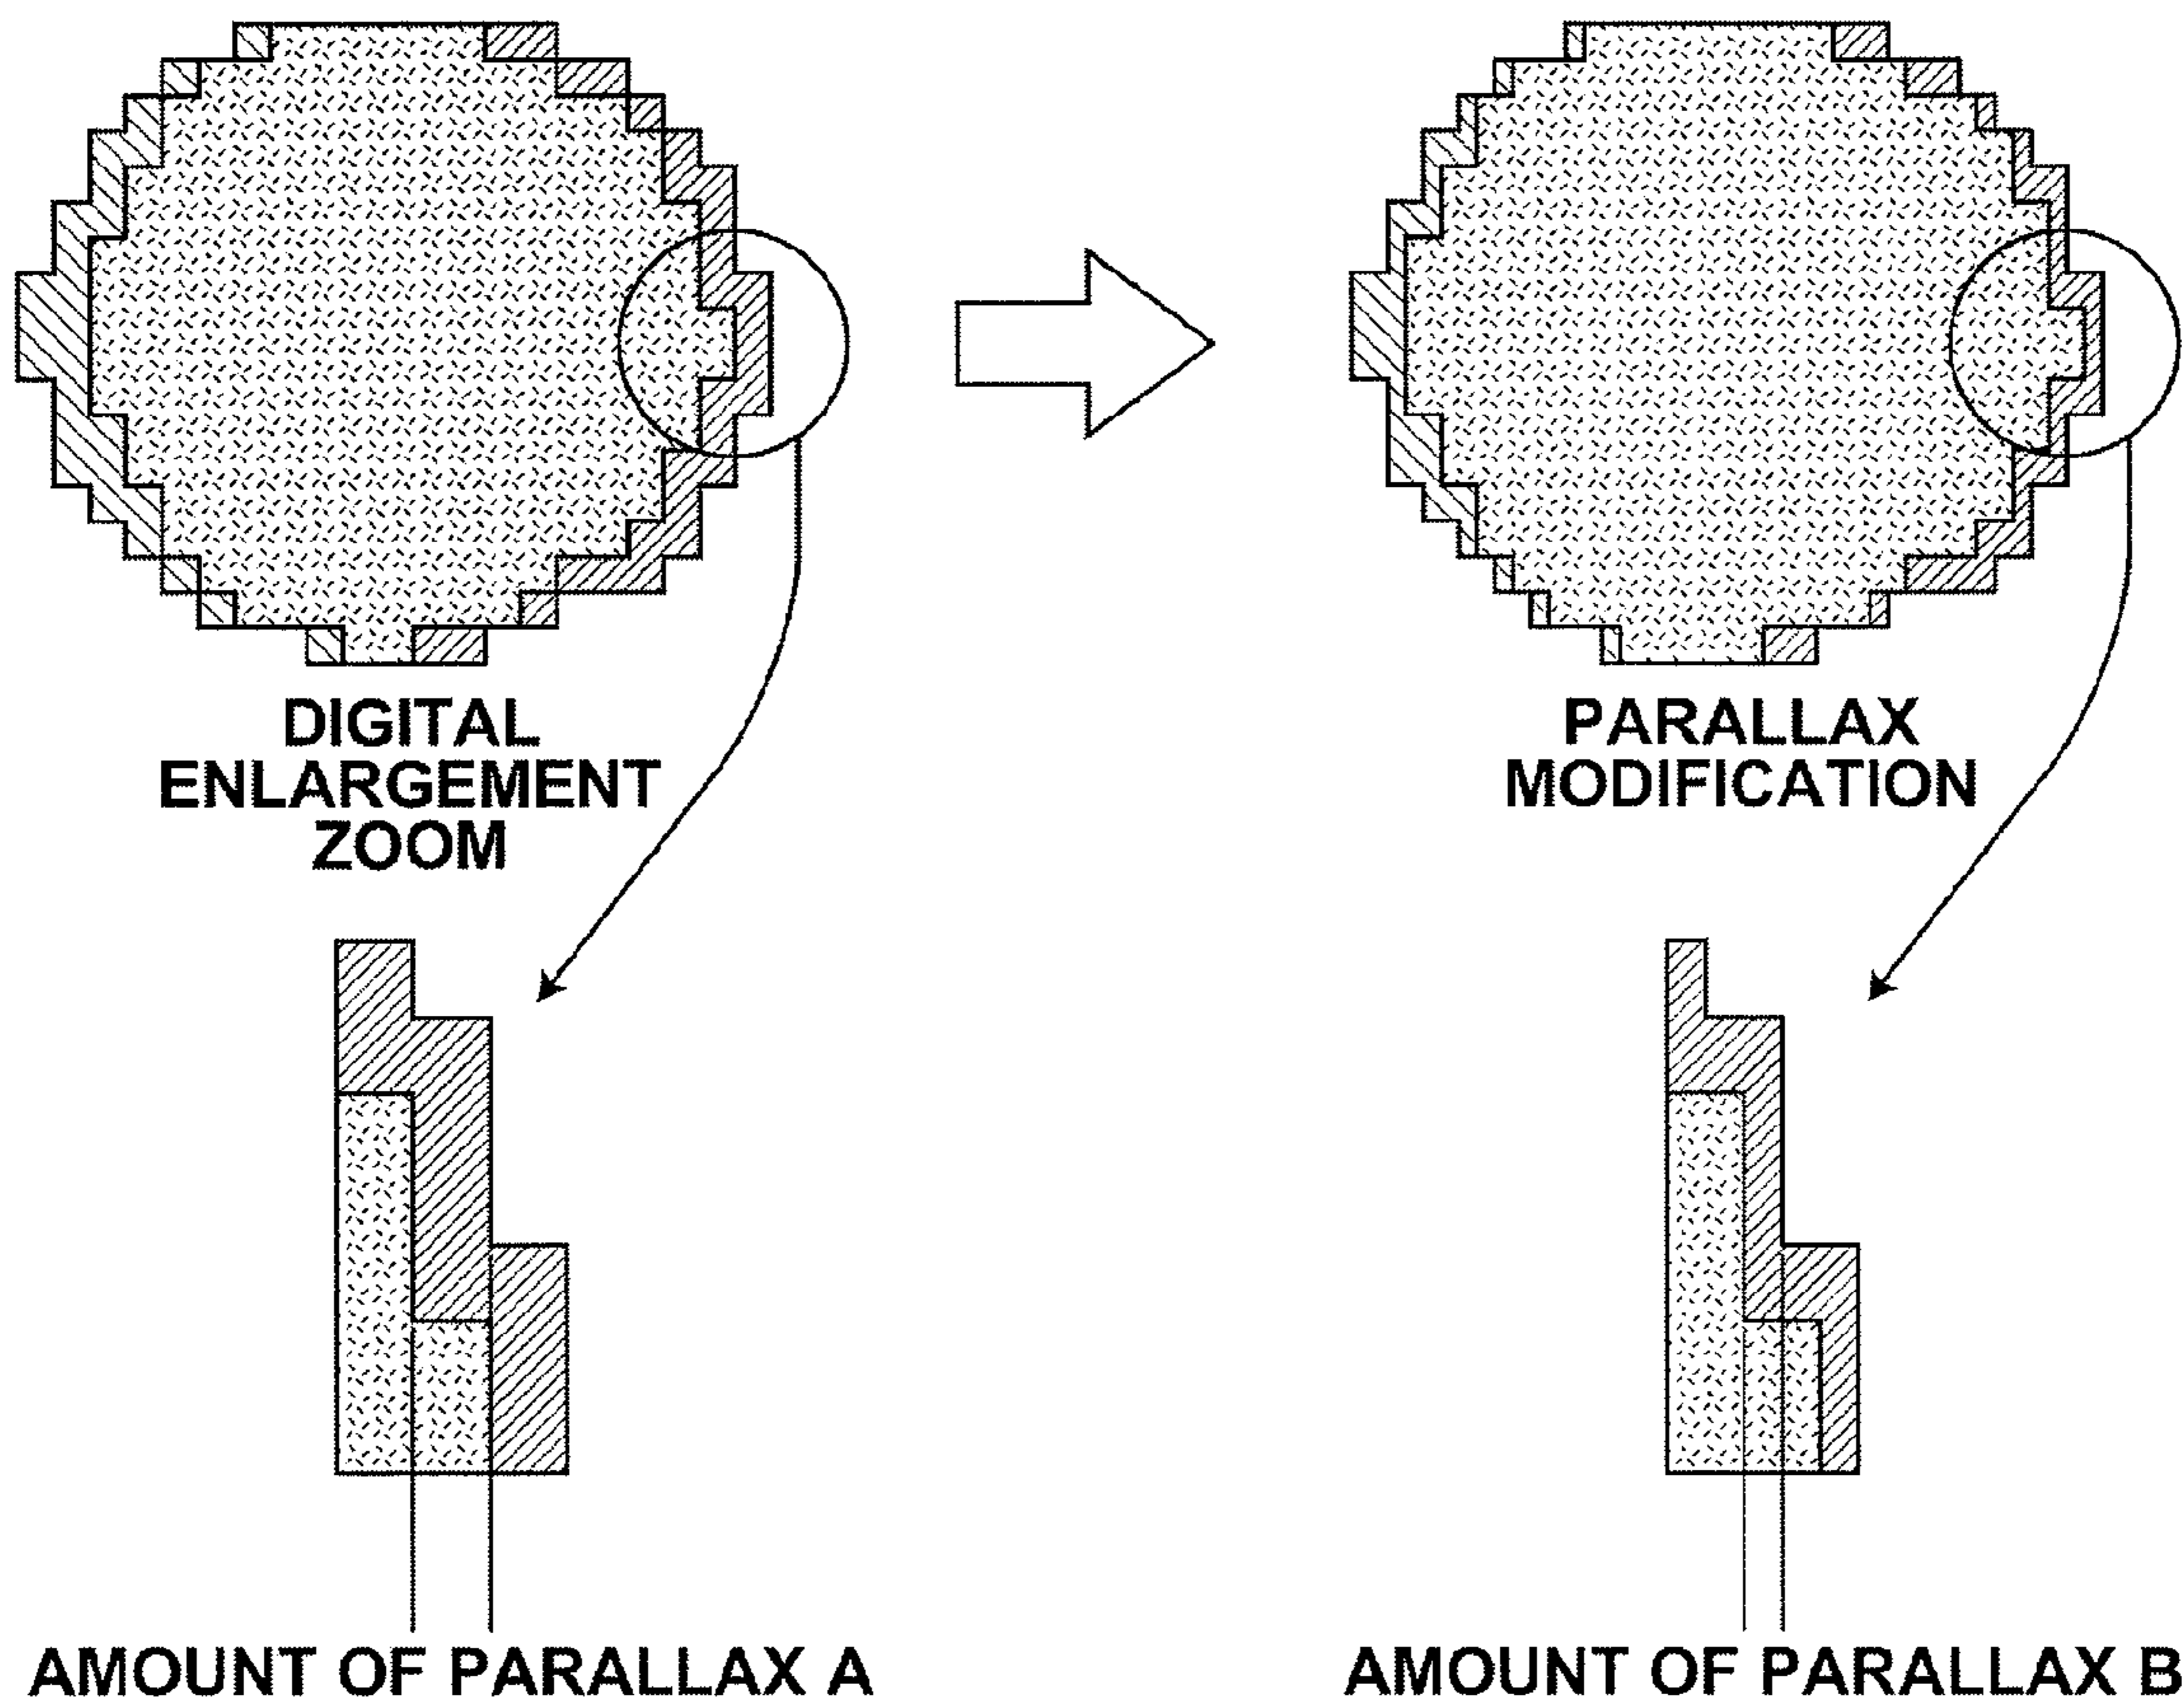 DIGITAL
ENLARGEMENT
ZOOM
PARALLAX
MODIFICATION
AMOUNT OF PARALLAX A
AMOUNT OF PARALLAX B